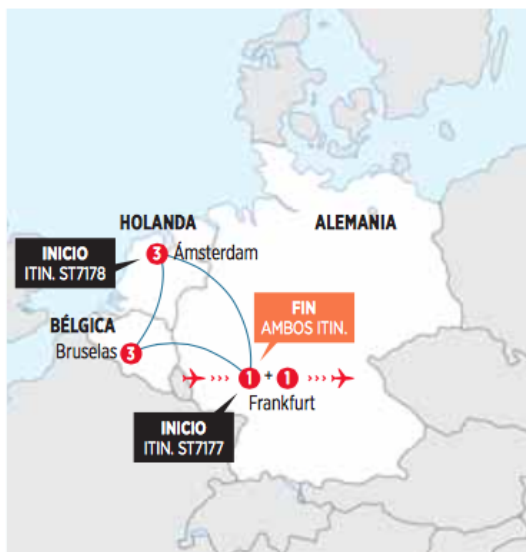 HOLANDA
ALEMANIA
INICIO
ITIN. ST7178
3
Ámsterdam
FIN
AMBOS ITIN.
BÉLGICA
Bruselas
3
1 + 1
Frankfurt
INICIO
ITIN. ST7177